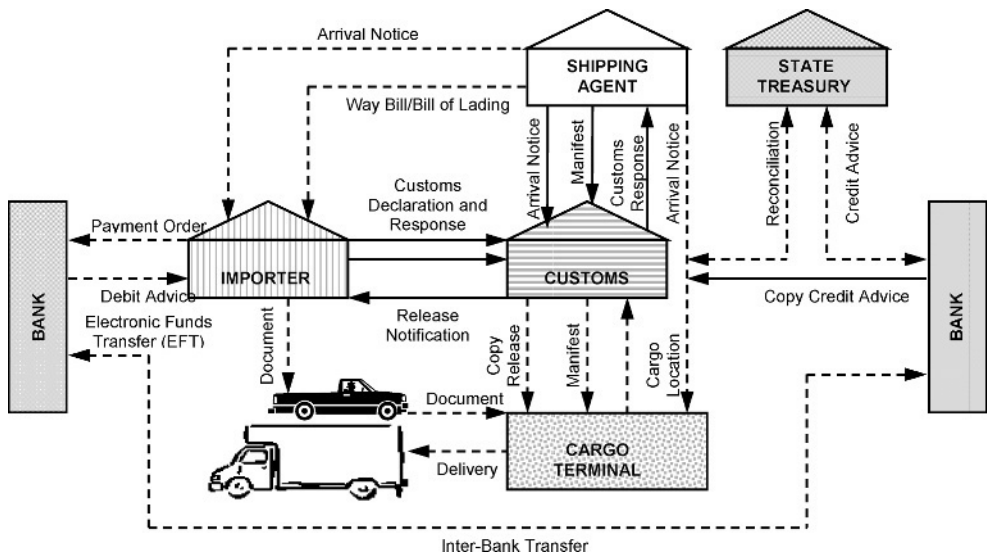 Arrival Notice
SHIPPING
AGENT
STATE
TREASURY
Way Bill/Bill of Lading
Arrival Notice
Manifest
Customs
Response
Arrival Notice
Reconciliation
Credit Advice
Customs
Declaration and
Response
Payment Order
IMPORTER
CUSTOMS
BANK
Debit Advice
Electronic Funds
Transfer (EFT)
Release
Notification
Copy Credit Advice
BANK
Document
Copy
Release
Manifest
Cargo
Location
Document
CARGO
TERMINAL
Delivery
Inter-Bank Transfer